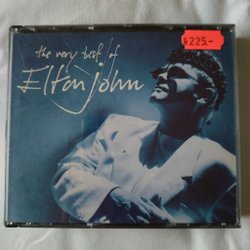 the very best of
Elton john
225,-